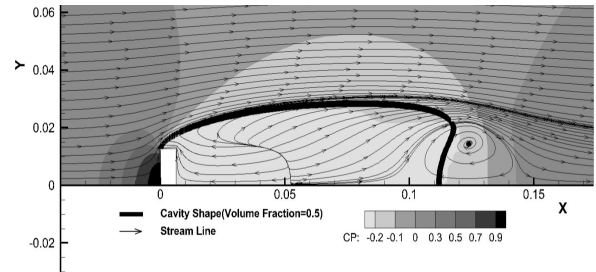 0.06
Y
0.04
0.02
0
0 0.05 0.1 0.15
X
Cavity Shape(Volume Fraction=0.5)
Stream Line
CP: -0.2 -0.1 0 0.3 0.5 0.7 0.9
-0.02